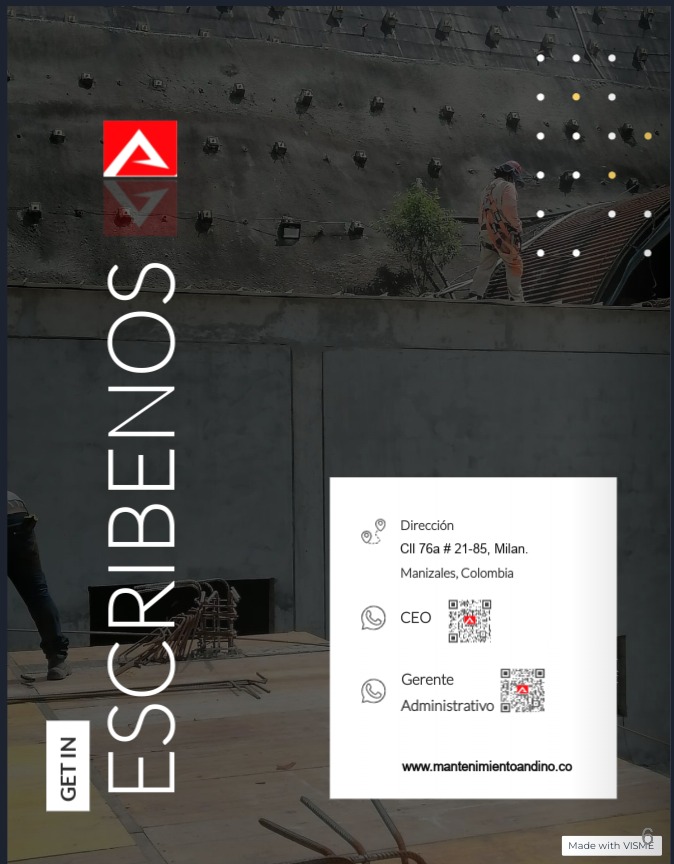 GET IN
ESCRIBENOS
Dirección
Cll 76a # 21-85, Milan.
Manizales, Colombia
CEO
Gerente
Administrativo
www.mantenimientoandino.co
6
Made with VISME